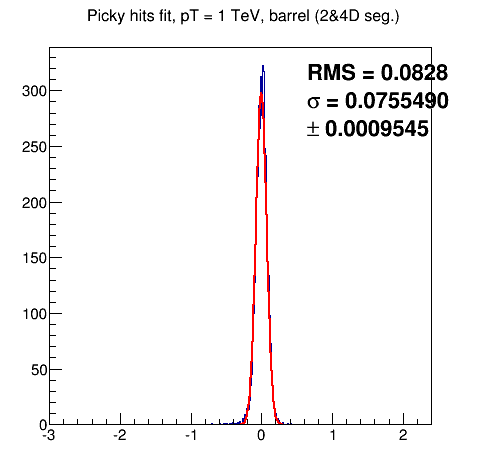 Picky hits fit, pT = 1 TeV, barrel (2&4D seg.)
RMS = 0.0828
σ = 0.0755490
± 0.0009545
300
250
200
150
100
50
0
-3 -2 -1 0 1 2